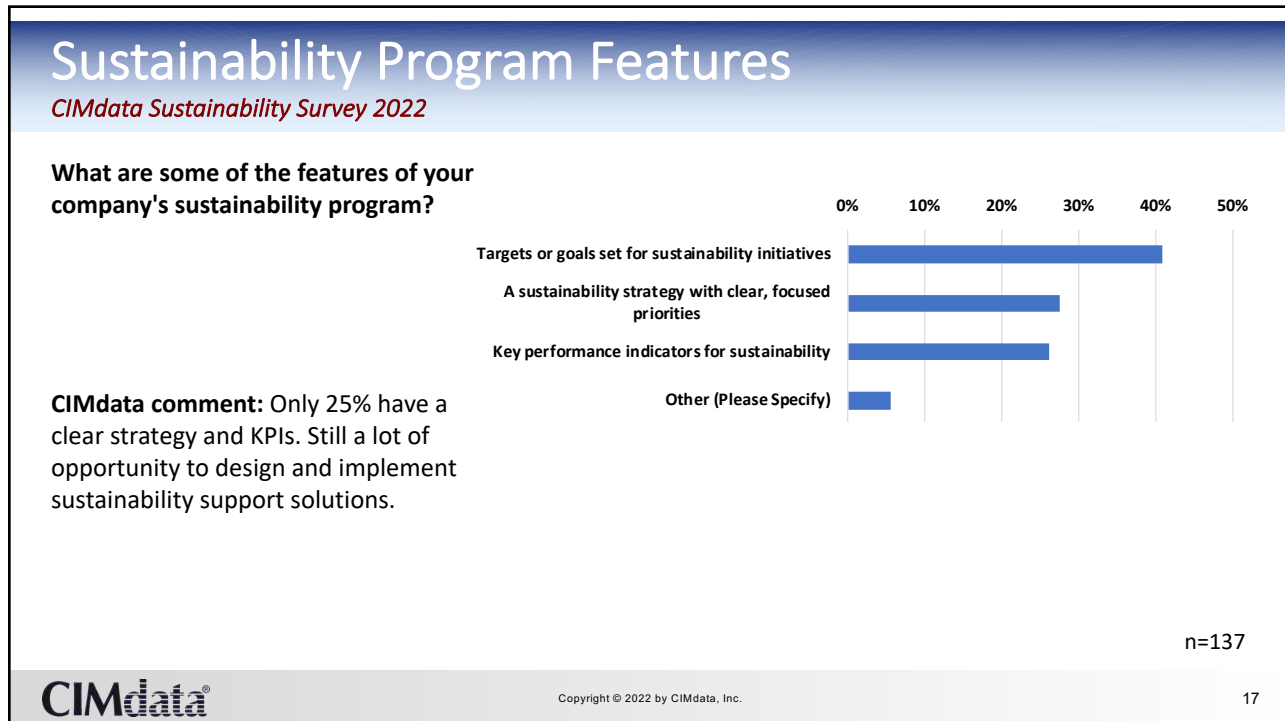 Sustainability Program Features
CIMdata Sustainability Survey 2022
What are some of the features of your
company's sustainability program?
0% 10% 20% 30% 40% 50%
Targets or goals set for sustainability initiatives
A sustainability strategy with clear, focused
priorities
Key performance indicators for sustainability
Other (Please Specify)
CIMdata comment: Only 25% have a
clear strategy and KPIs. Still a lot of
opportunity to design and implement
sustainability support solutions.
n=137
CIMdata®
Copyright © 2022 by CIMdata, Inc.
17